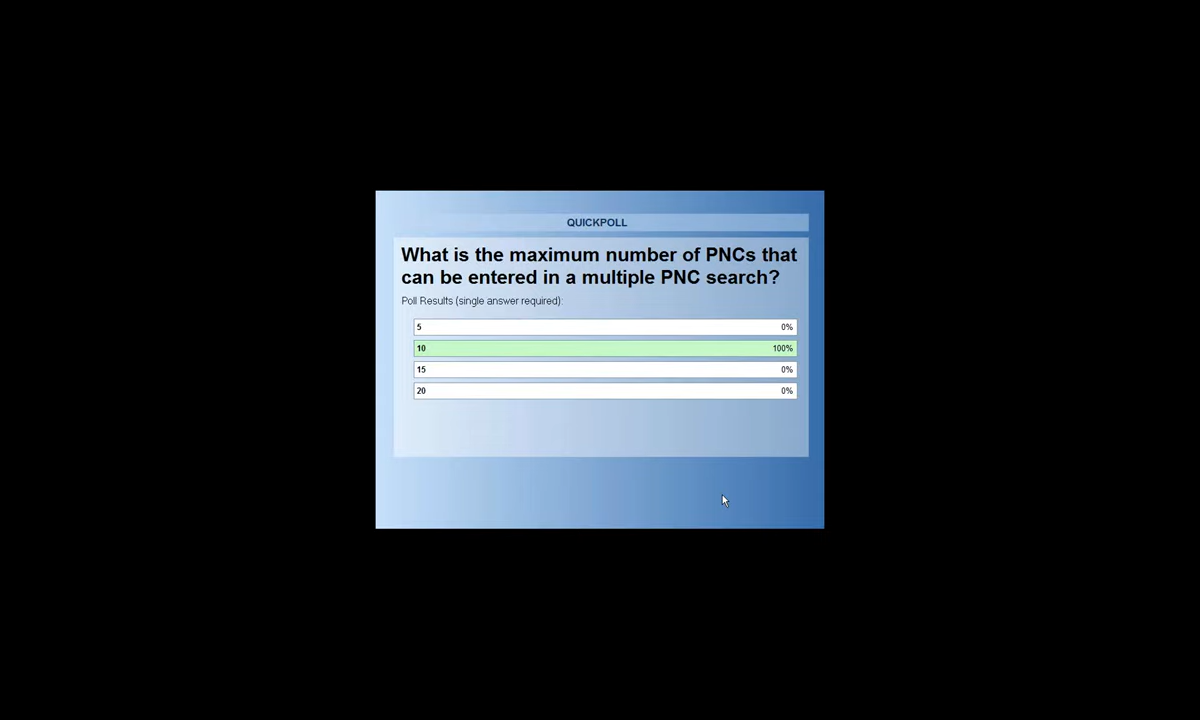 QUICKPOLL
What is the maximum number of PNCs that
can be entered in a multiple PNC search?
Poll Results (single answer required):
5 0%
10 100%
15 0%
20 0%